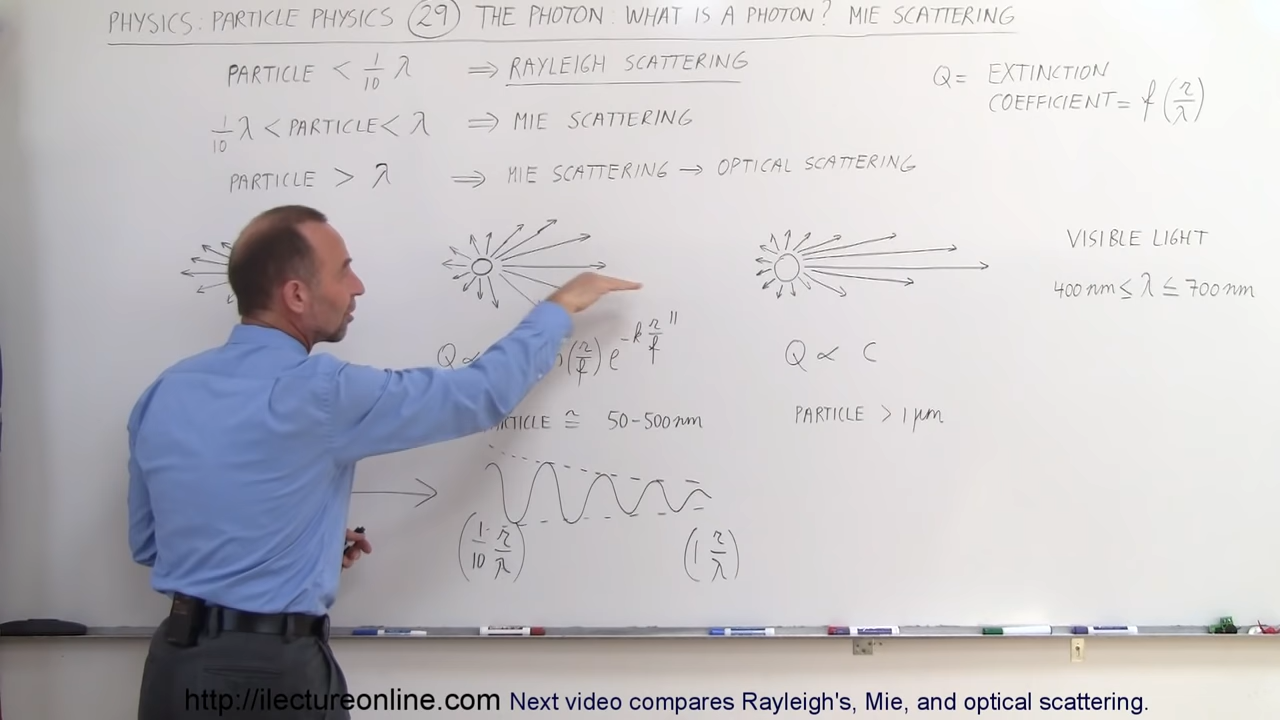 PHYSICS: PARTICLE PHYSICS 29 THE PHOTON: WHAT IS A PHOTON? MIE SCATTERING
PARTICLE < 1/10 λ ⇒ RAYLEIGH SCATTERING
Q = EXTINCTION
COEFFICIENT = f(r/λ)
1/10 λ < PARTICLE < λ ⇒ MIE SCATTERING
PARTICLE > λ ⇒ MIE SCATTERING → OPTICAL SCATTERING
VISIBLE LIGHT
400 nm ≤ λ ≤ 700 nm
Q ∝
Q ∝ C
≅ 50-500nm
PARTICLE > 1 μm
(1/10 r/λ)
(1 r/λ)
http://ilectureonline.com Next video compares Rayleigh's, Mie, and optical scattering.